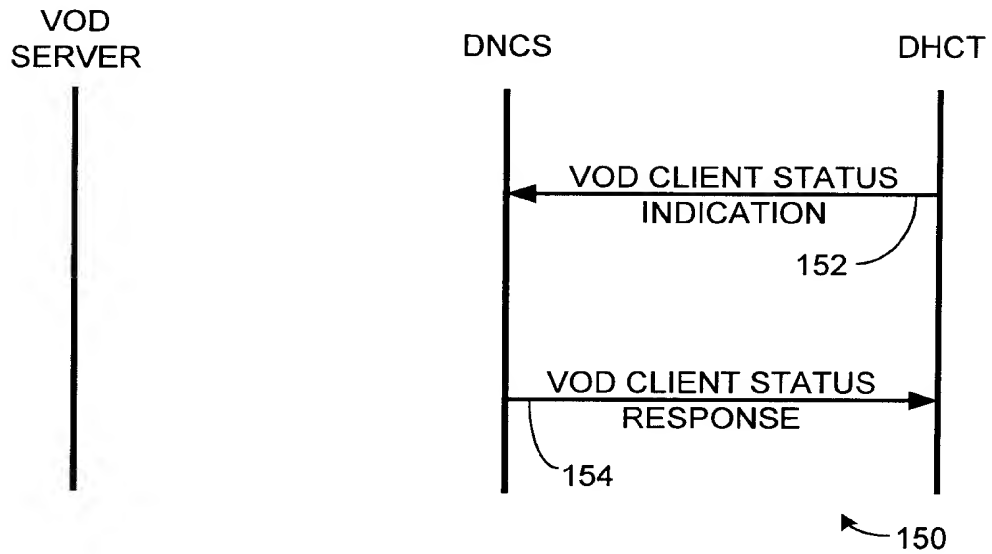 VOD
SERVER
DNCS
DHCT
VOD CLIENT STATUS
INDICATION
152
VOD CLIENT STATUS
RESPONSE
154
150